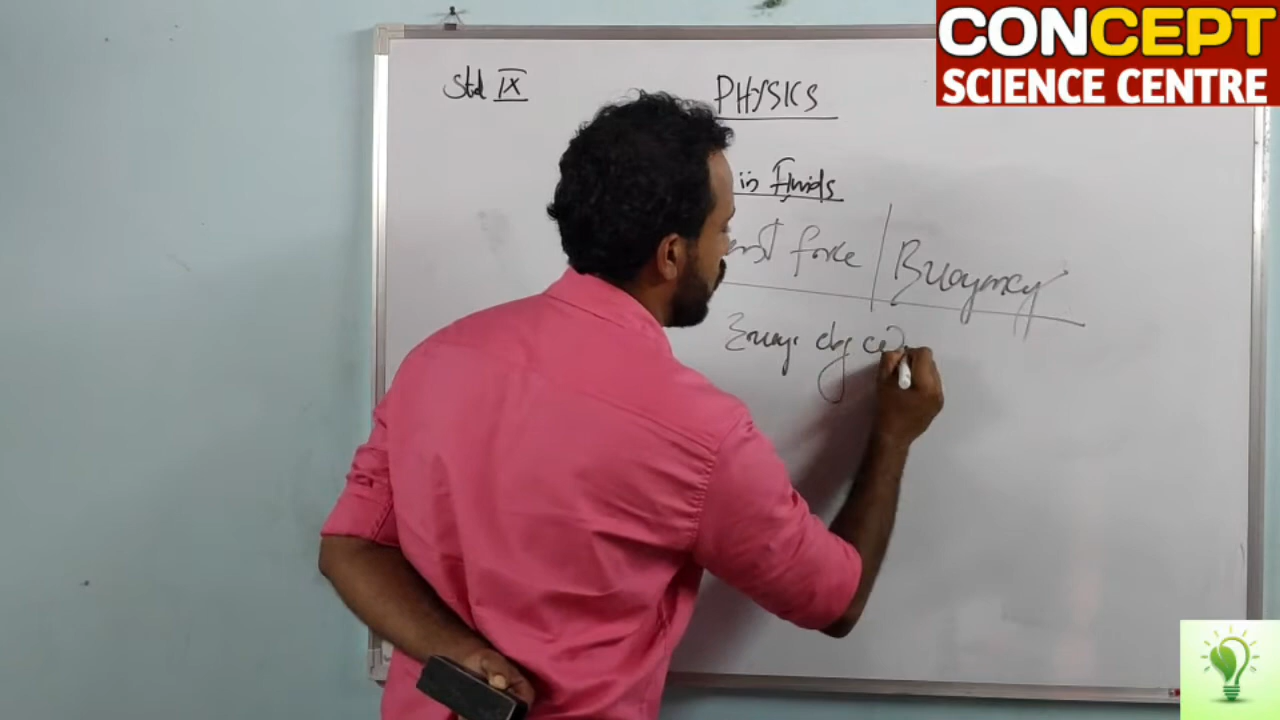 CONCEPT
SCIENCE CENTRE
Std IX
PHYSICS
in Fluids
force | Buoyancy